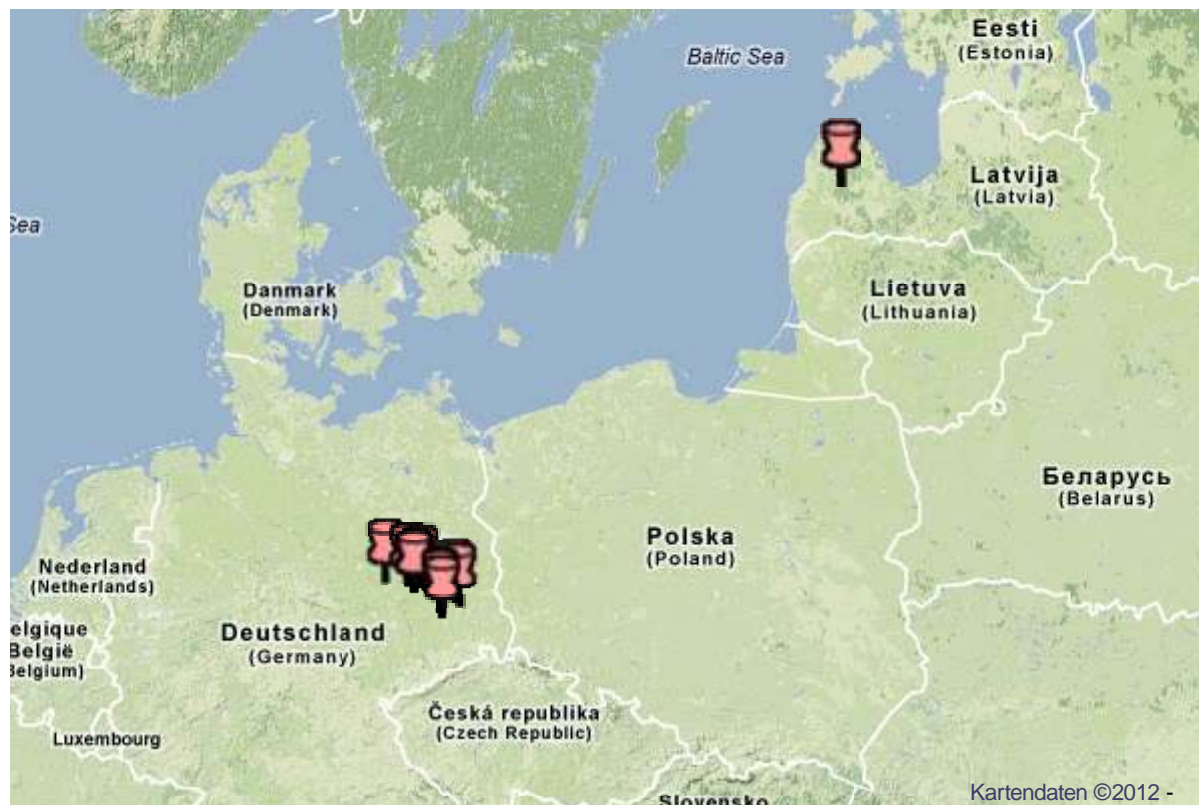 Eesti
(Estonia)
Baltic Sea
Latvija
(Latvia)
Sea
Danmark
(Denmark)
Lietuva
(Lithuania)
Беларусь
(Belarus)
Polska
(Poland)
Nederland
(Netherlands)
elgique
België
Belgium)
Deutschland
(Germany)
Česká republika
(Czech Republic)
Luxembourg
Slovensko
Kartendaten ©2012 -